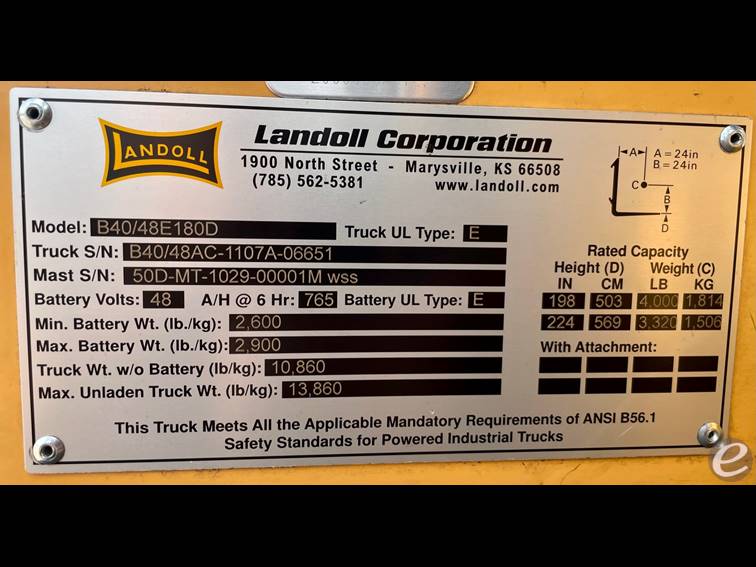 LANDOLL
Landoll Corporation
1900 North Street - Marysville, KS 66508
(785) 562-5381 www.landoll.com
A A = 24in
B = 24in
C
B
D
Model: B40/48E180D Truck UL Type: E
Truck S/N: B40/48AC-1107A-06651
Mast S/N: 50D-MT-1029-00001M wss
Battery Volts: 48 A/H @ 6 Hr: 765 Battery UL Type: E
Min. Battery Wt. (lb./kg): 2,600
Max. Battery Wt. (lb./kg): 2,900
Truck Wt. w/o Battery (lb/kg): 10,860
Max. Unladen Truck Wt. (lb/kg): 13,860
Rated Capacity
Height (D) Weight (C)
IN CM LB KG
198 503 4,000 1,814
224 569 3,320 1,506
With Attachment:
This Truck Meets All the Applicable Mandatory Requirements of ANSI B56.1
Safety Standards for Powered Industrial Trucks
e